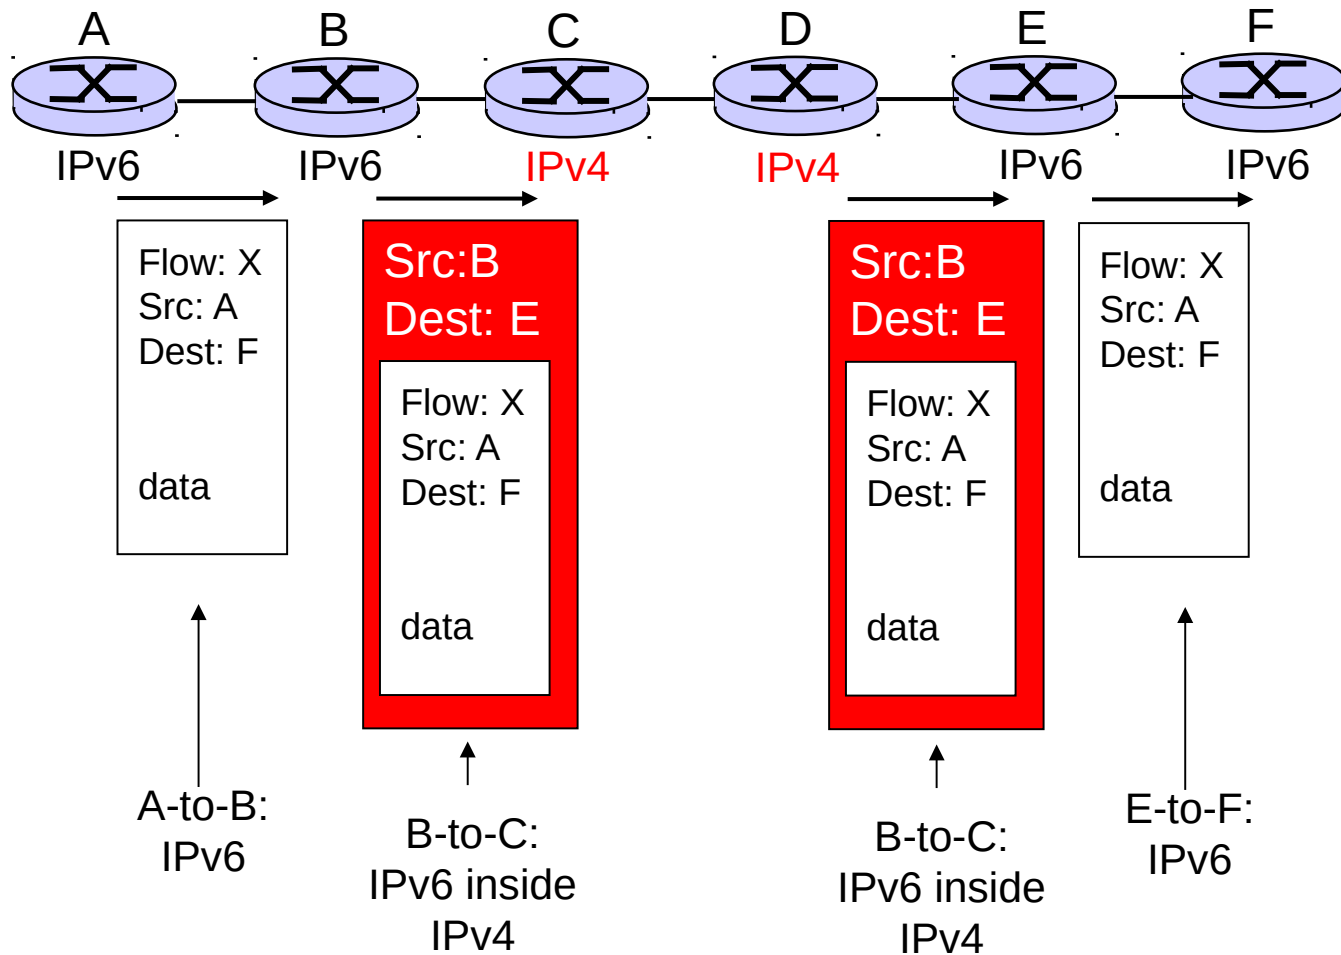 A
B
C
D
E
F
IPv6
IPv6
IPv4
IPv4
IPv6
IPv6
Flow: X
Src: A
Dest: F
data
Src:B
Dest: E
Flow: X
Src: A
Dest: F
data
Src:B
Dest: E
Flow: X
Src: A
Dest: F
data
Flow: X
Src: A
Dest: F
data
A-to-B:
IPv6
B-to-C:
IPv6 inside
IPv4
B-to-C:
IPv6 inside
IPv4
E-to-F:
IPv6